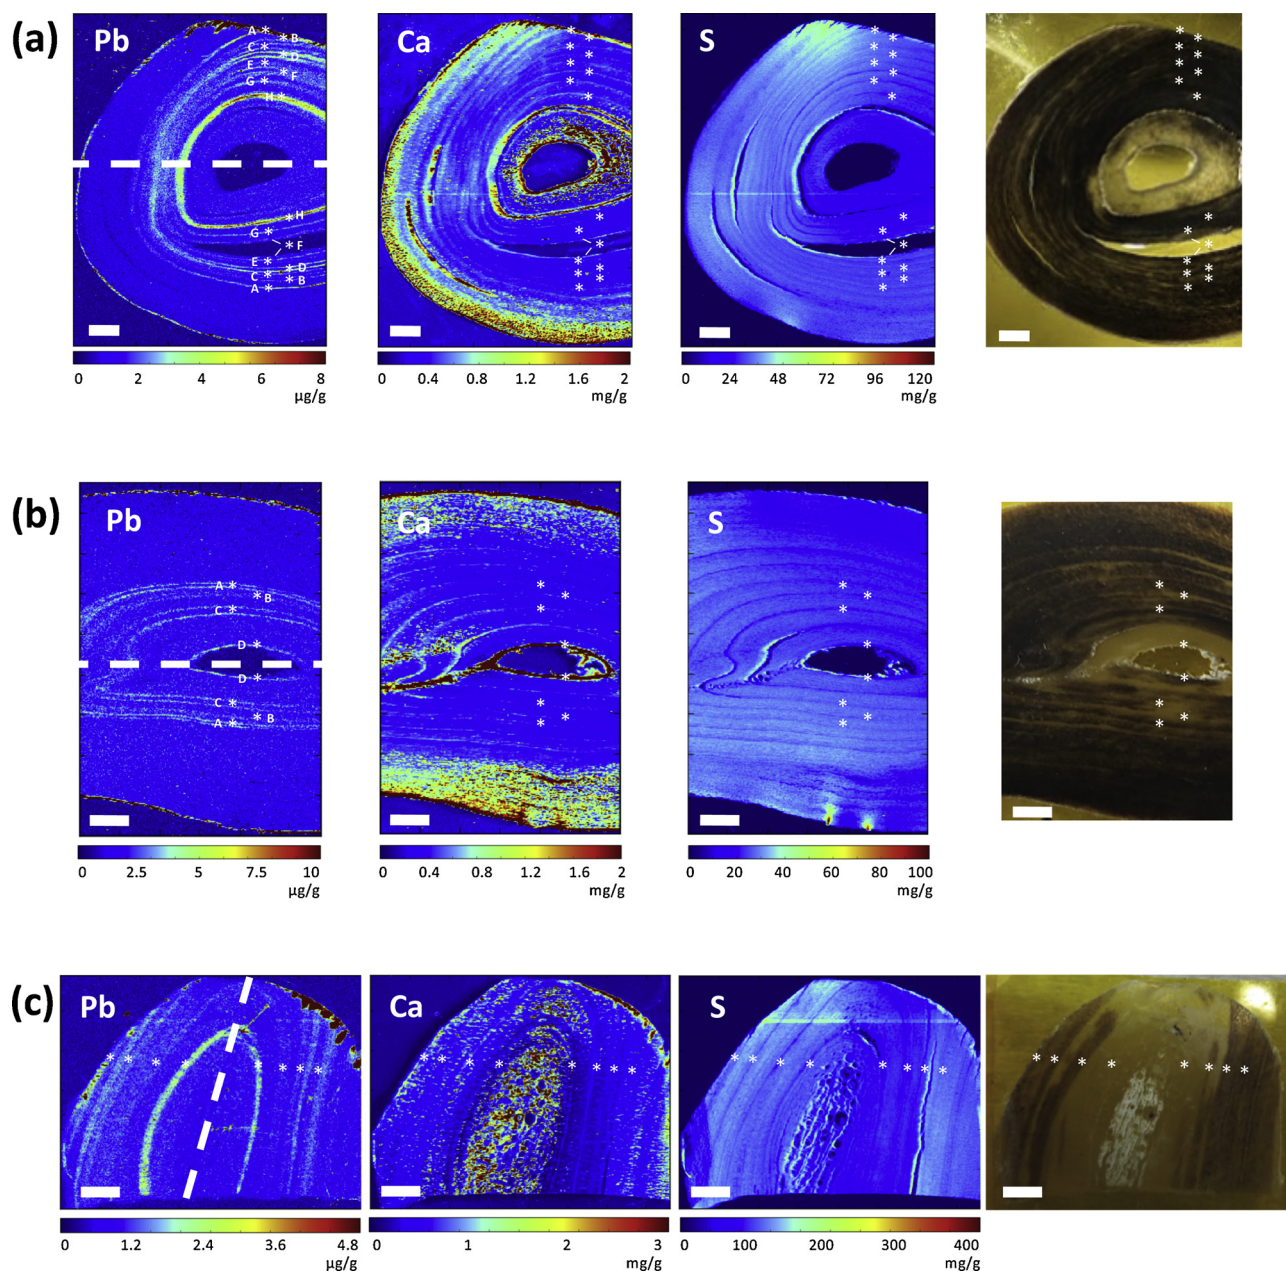 (a)
Pb
Ca
S
A * * B
C *
* D
E * * F
G *
H *
* H
G *
* F
E *
* D
C *
* B
A *
0 2 4 6 8
µg/g
0 0.4 0.8 1.2 1.6 2
mg/g
0 24 48 72 96 120
mg/g
(b)
Pb
Ca
S
A *
* B
C *
D *
D *
C *
* B
A *
0 2.5 5 7.5 10
µg/g
0 0.4 0.8 1.2 1.6 2
mg/g
0 20 40 60 80 100
mg/g
(c)
Pb
Ca
S
0 1.2 2.4 3.6 4.8
µg/g
0 1 2 3
mg/g
0 100 200 300 400
mg/g